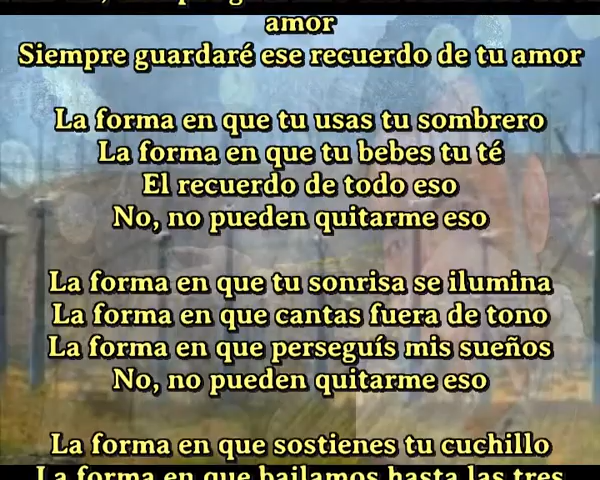 amor
Siempre guardaré ese recuerdo de tu amor
La forma en que tu usas tu sombrero
La forma en que tu bebes tu té
El recuerdo de todo eso
No, no pueden quitarme eso
La forma en que tu sonrisa se ilumina
La forma en que cantas fuera de tono
La forma en que perseguís mis sueños
No, no pueden quitarme eso
La forma en que sostienes tu cuchillo
La forma en que bailamos hasta las tres